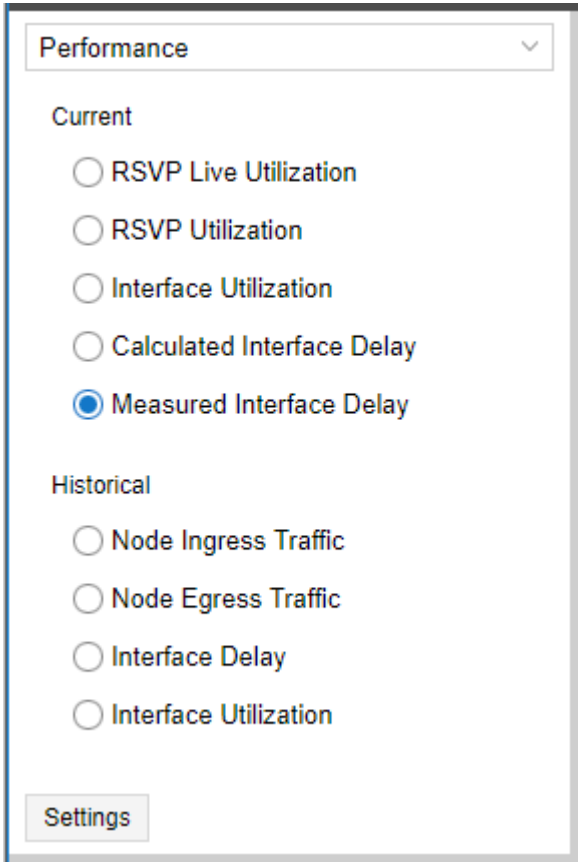 Performance
Current
RSVP Live Utilization
RSVP Utilization
Interface Utilization
Calculated Interface Delay
Measured Interface Delay
Historical
Node Ingress Traffic
Node Egress Traffic
Interface Delay
Interface Utilization
Settings